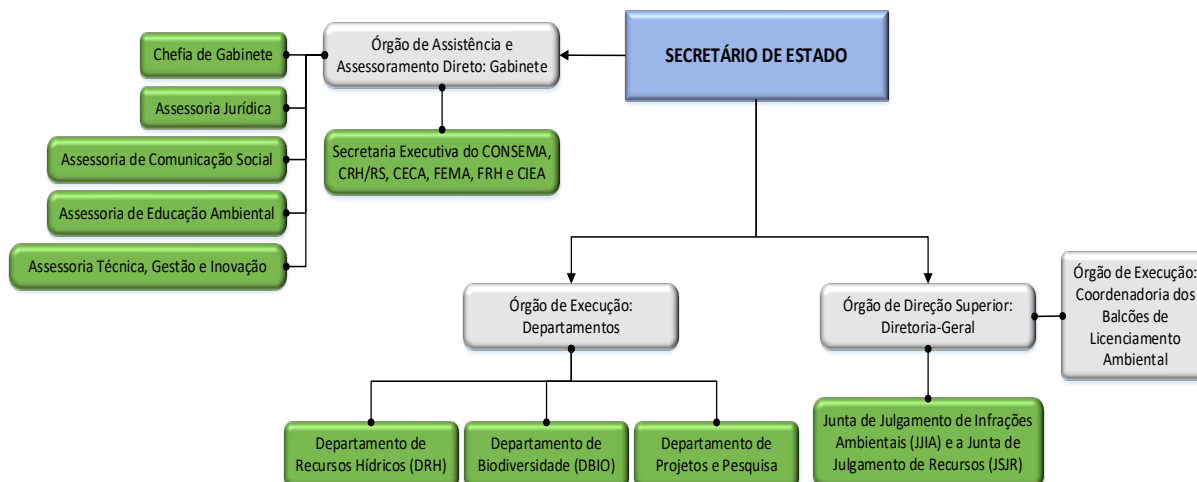 SECRETÁRIO DE ESTADO
Órgão de Assistência e
Assessoramento Direto: Gabinete
Chefia de Gabinete
Assessoria Jurídica
Assessoria de Comunicação Social
Assessoria de Educação Ambiental
Assessoria Técnica, Gestão e Inovação
Secretaria Executiva do CONSEMA,
CRH/RS, CECA, FEMA, FRH e CIEA
Órgão de Execução:
Departamentos
Órgão de Direção Superior:
Diretoria-Geral
Órgão de Execução:
Coordenadoria dos
Balcões de
Licenciamento
Ambiental
Departamento de
Recursos Hídricos (DRH)
Departamento de
Biodiversidade (DBIO)
Departamento de
Projetos e Pesquisa
Junta de Julgamento de Infrações
Ambientais (JJIA) e a Junta de
Julgamento de Recursos (JSJR)